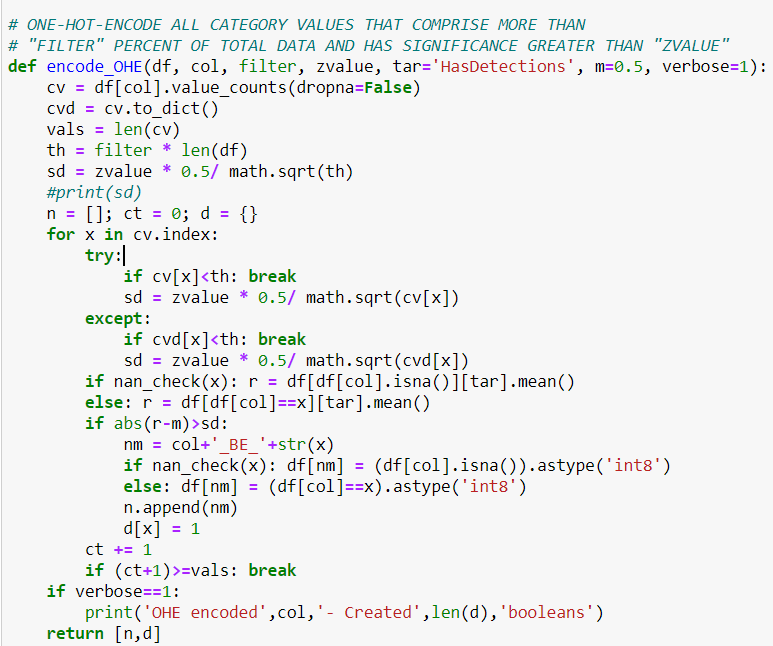 # ONE-HOT-ENCODE ALL CATEGORY VALUES THAT COMPRISE MORE THAN
# "FILTER" PERCENT OF TOTAL DATA AND HAS SIGNIFICANCE GREATER THAN "ZVALUE"
def encode_OHE(df, col, filter, zvalue, tar='HasDetections', m=0.5, verbose=1):
    cv = df[col].value_counts(dropna=False)
    cvd = cv.to_dict()
    vals = len(cv)
    th = filter * len(df)
    sd = zvalue * 0.5/ math.sqrt(th)
    #print(sd)
    n = []; ct = 0; d = {}
    for x in cv.index:
        try:
            if cv[x]<th: break
            sd = zvalue * 0.5/ math.sqrt(cv[x])
        except:
            if cvd[x]<th: break
            sd = zvalue * 0.5/ math.sqrt(cvd[x])
        if nan_check(x): r = df[df[col].isna()][tar].mean()
        else: r = df[df[col]==x][tar].mean()
        if abs(r-m)>sd:
            nm = col+'_BE_'+str(x)
            if nan_check(x): df[nm] = (df[col].isna()).astype('int8')
            else: df[nm] = (df[col]==x).astype('int8')
            n.append(nm)
            d[x] = 1
        ct += 1
        if (ct+1)>=vals: break
    if verbose==1:
        print('OHE encoded',col,'- Created',len(d),'booleans')
    return [n,d]